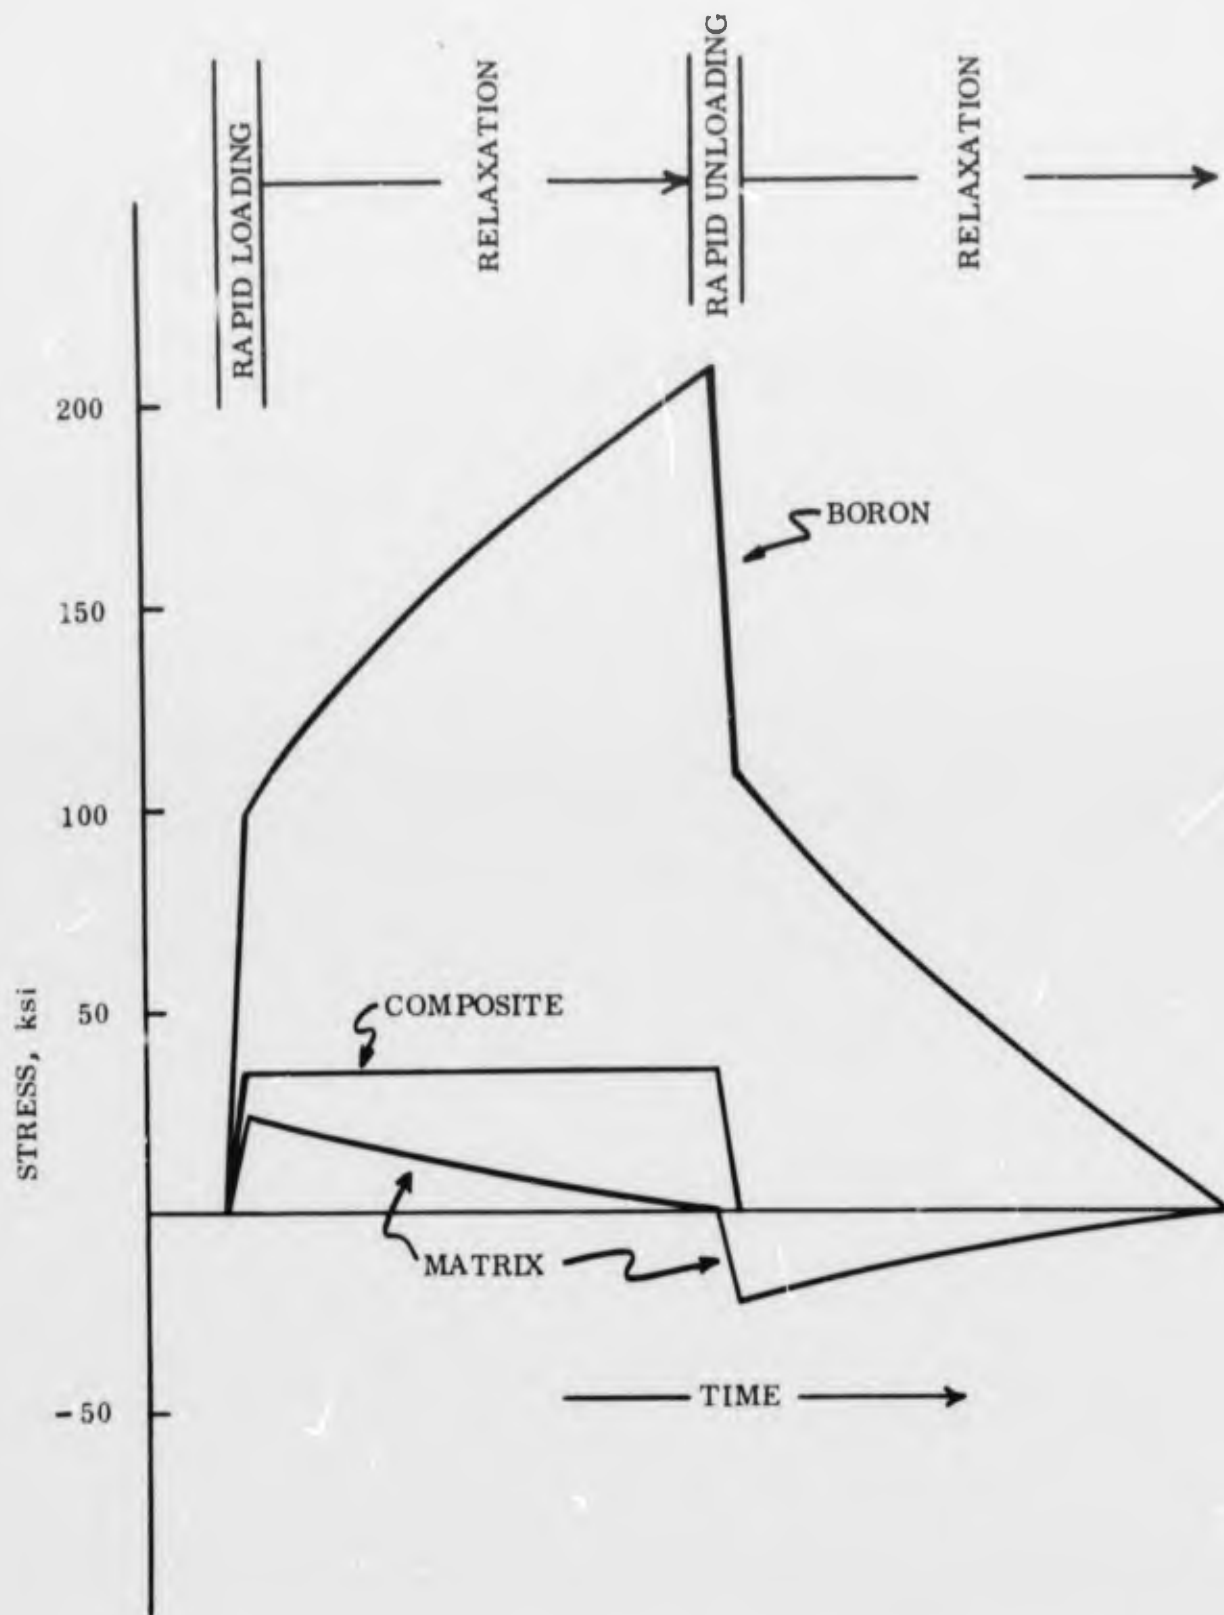 RAPID LOADING
RELAXATION
RAPID UNLOADING
RELAXATION
200
150
100
50
-50
STRESS, ksi
BORON
COMPOSITE
MATRIX
TIME